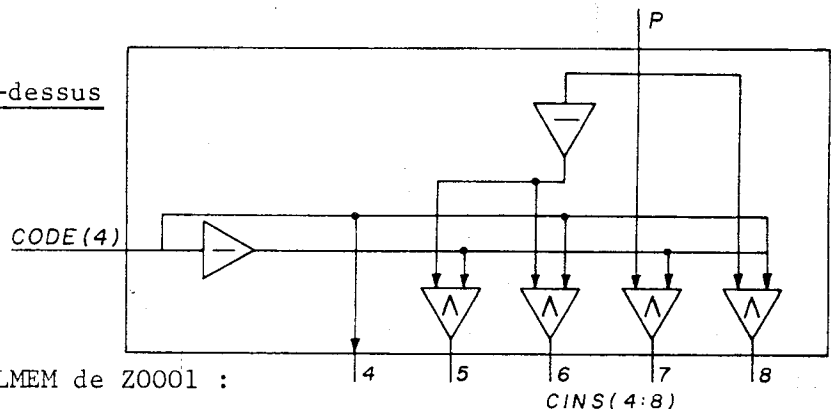 P
-dessus
CODE(4)
—
—
∧ ∧ ∧ ∧
LMEM de Z0001 :
4 5 6 7 8
CINS(4:8)